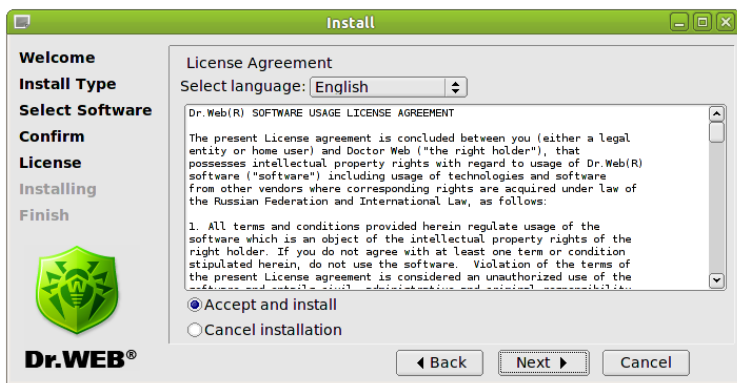 Install
Welcome
Install Type
Select Software
Confirm
License
Installing
Finish
Dr.WEB®
License Agreement
Select language: English
Dr.Web(R) SOFTWARE USAGE LICENSE AGREEMENT
The present License agreement is concluded between you (either a legal
entity or home user) and Doctor Web ("the right holder"), that
possesses intellectual property rights with regard to usage of Dr.Web(R)
software ("software") including usage of technologies and software
from other vendors where corresponding rights are acquired under law of
the Russian Federation and International Law, as follows:
1. All terms and conditions provided herein regulate usage of the
software which is an object of the intellectual property rights of the
right holder. If you do not agree with at least one term or condition
stipulated herein, do not use the software.  Violation of the terms of
the present License agreement is considered an unauthorized use of the
Accept and install
Cancel installation
Back
Next
Cancel